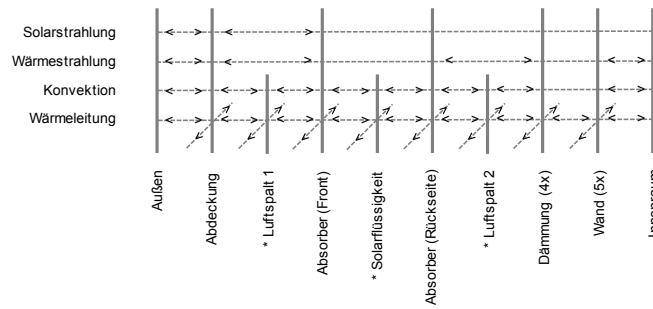 Solarstrahlung
Wärmestrahlung
Konvektion
Wärmeleitung
Außen
Abdeckung
* Luftspalt 1
Absorber (Front)
* Solarflüssigkeit
Absorber (Rückseite)
* Luftspalt 2
Dämmung (4x)
Wand (5x)